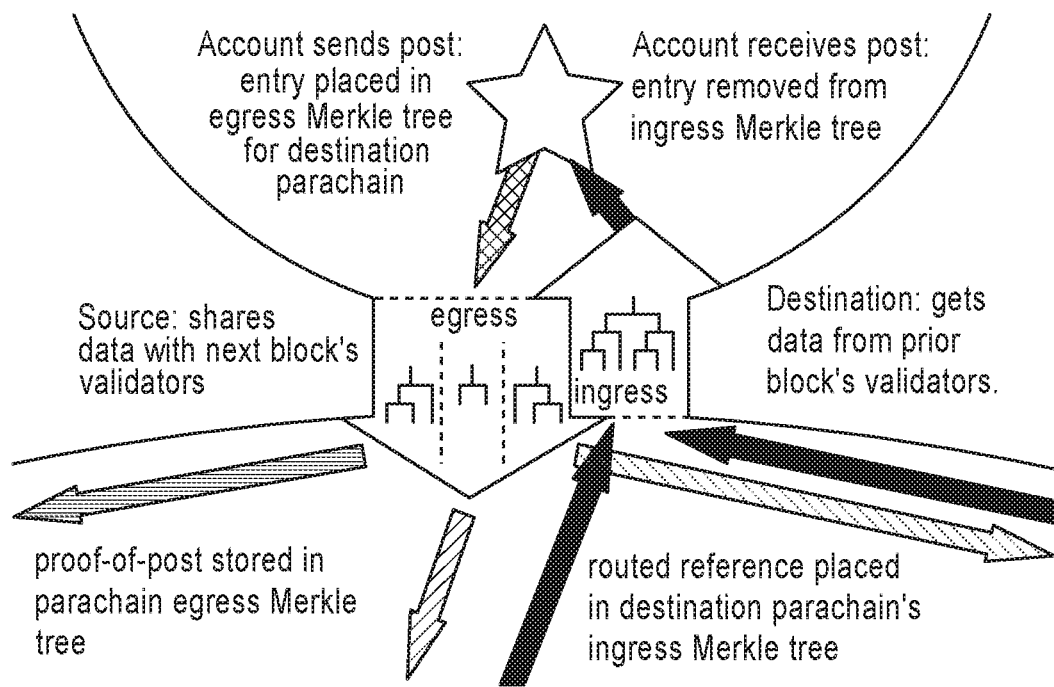 Account sends post:
entry placed in
egress Merkle tree
for destination
parachain
Account receives post:
entry removed from
ingress Merkle tree
Source: shares
data with next block's
validators
egress
ingress
Destination: gets
data from prior
block's validators.
proof-of-post stored in
parachain egress Merkle
tree
routed reference placed
in destination parachain's
ingress Merkle tree